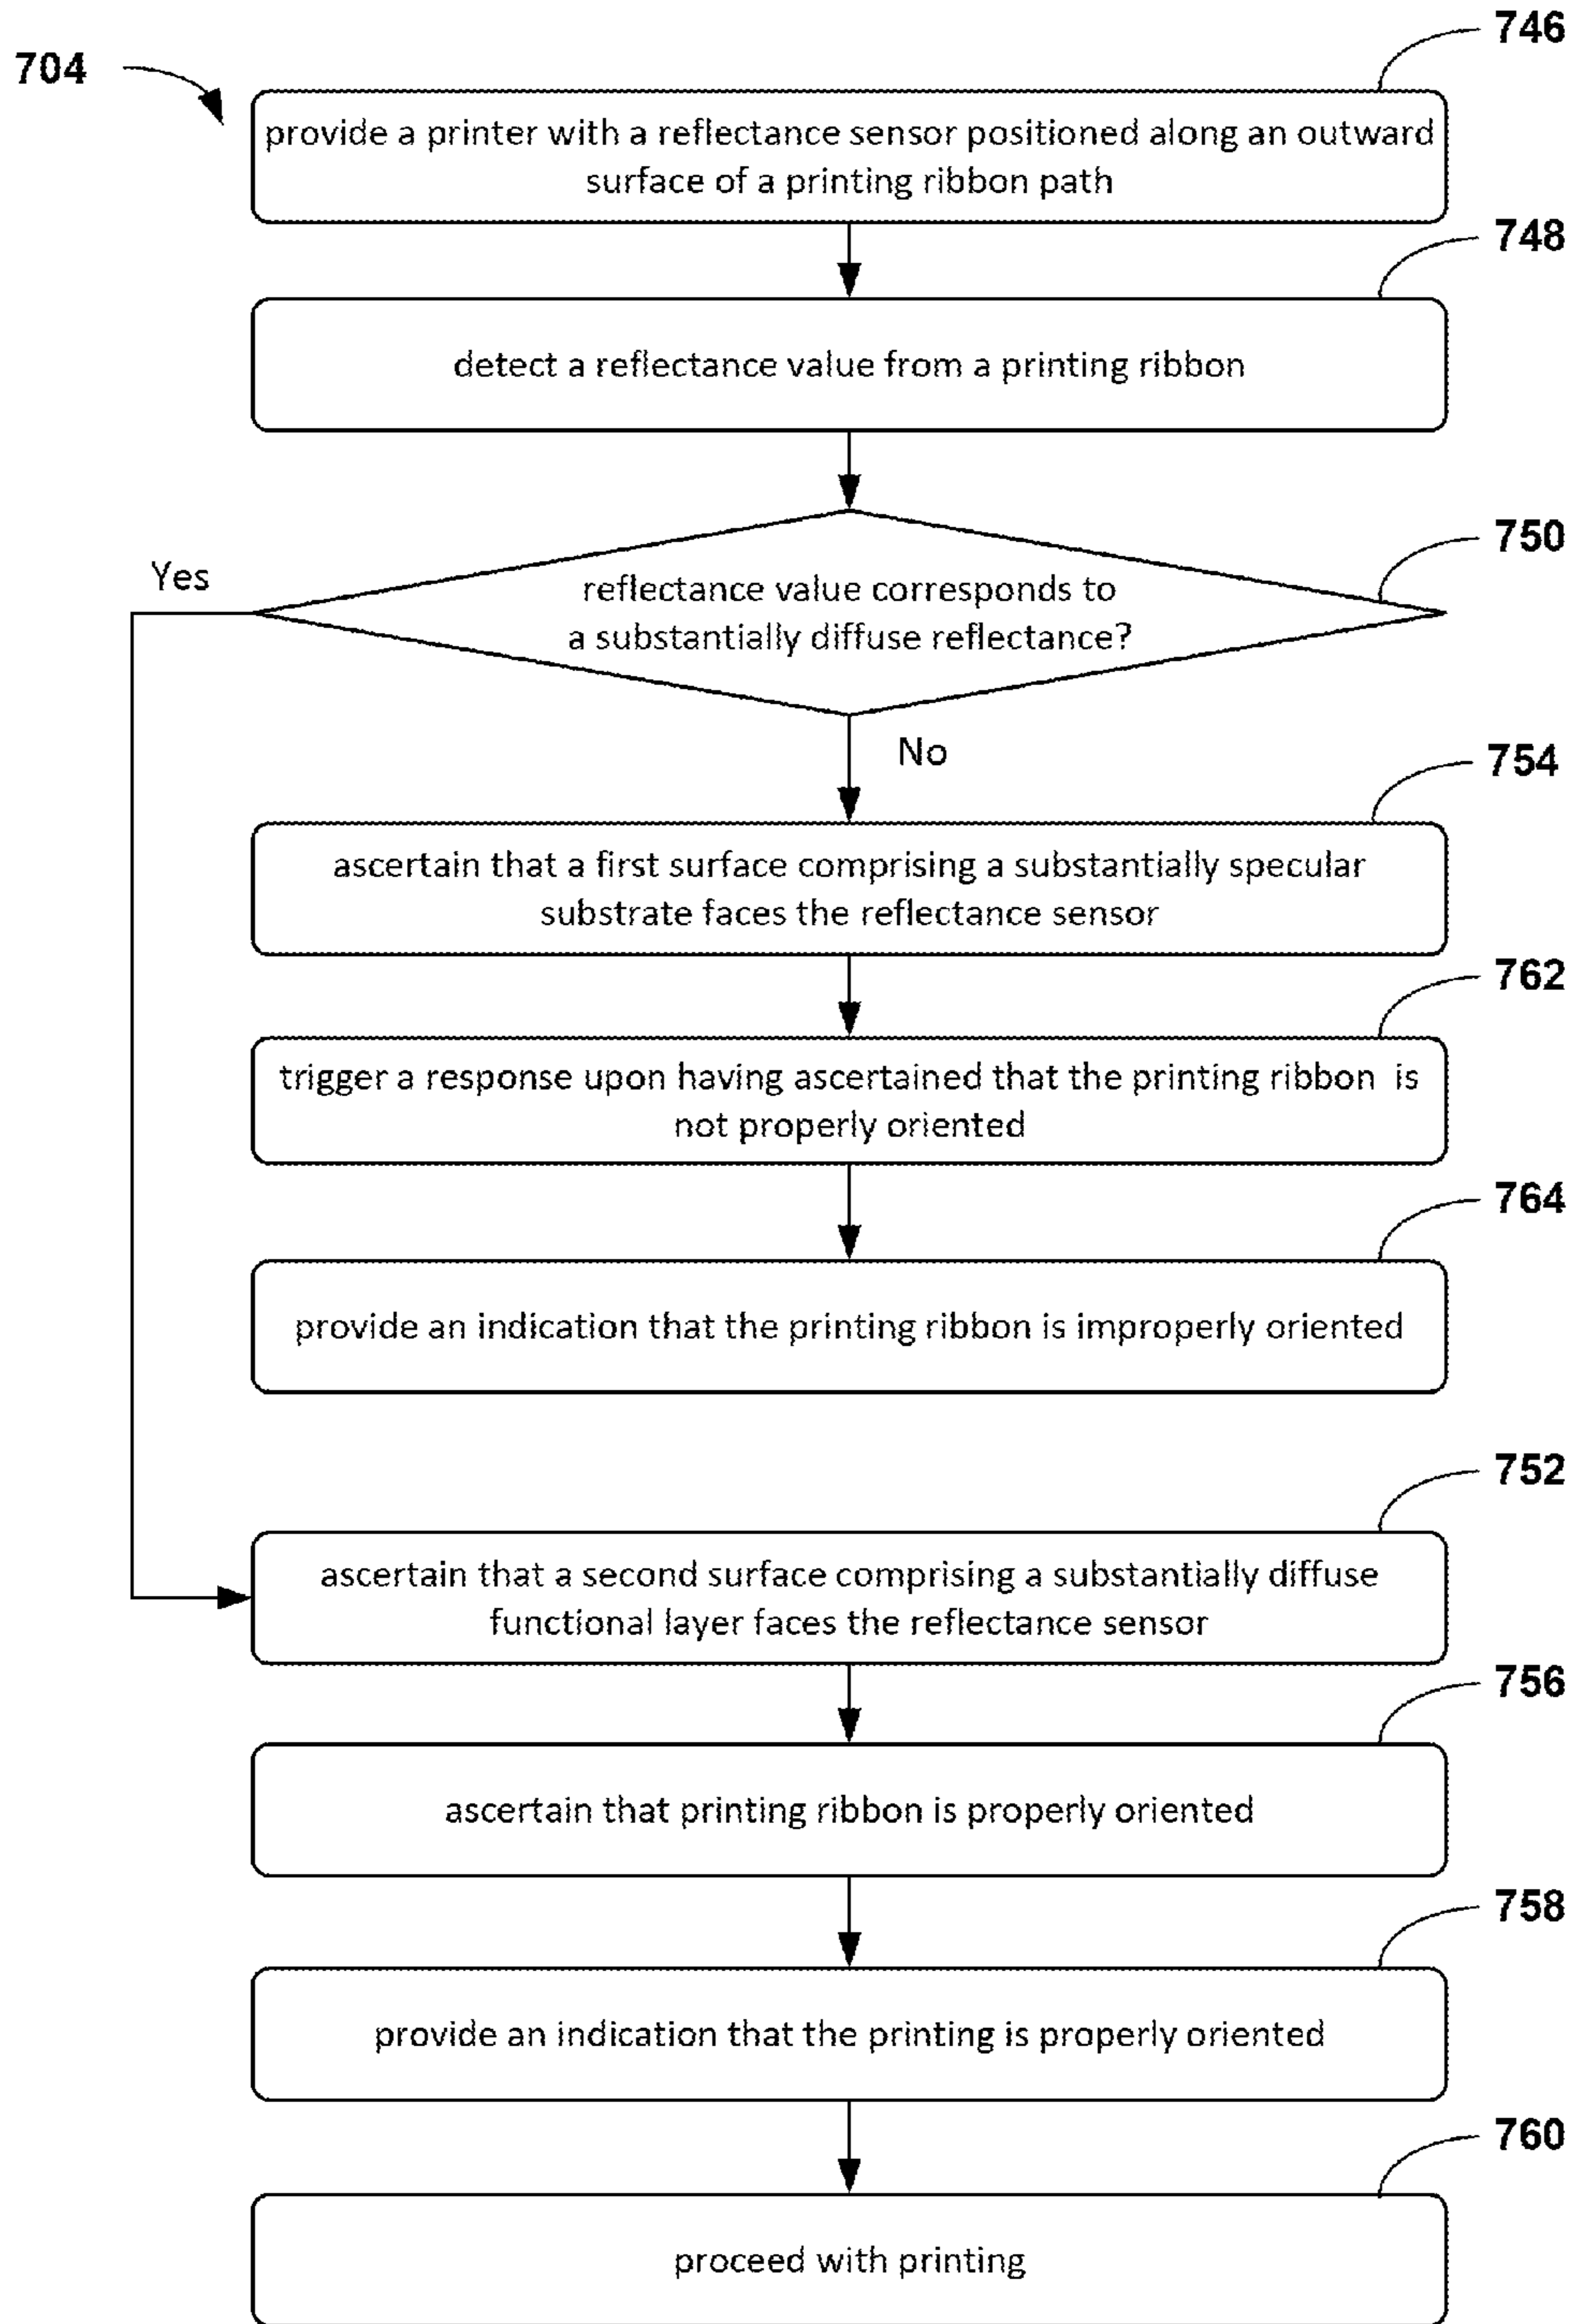 746
704
provide a printer with a reflectance sensor positioned along an outward
surface of a printing ribbon path
748
detect a reflectance value from a printing ribbon
750
Yes
reflectance value corresponds to
a substantially diffuse reflectance?
No
754
ascertain that a first surface comprising a substantially specular
substrate faces the reflectance sensor
762
trigger a response upon having ascertained that the printing ribbon is
not properly oriented
764
provide an indication that the printing ribbon is improperly oriented
752
ascertain that a second surface comprising a substantially diffuse
functional layer faces the reflectance sensor
756
ascertain that printing ribbon is properly oriented
758
provide an indication that the printing is properly oriented
760
proceed with printing